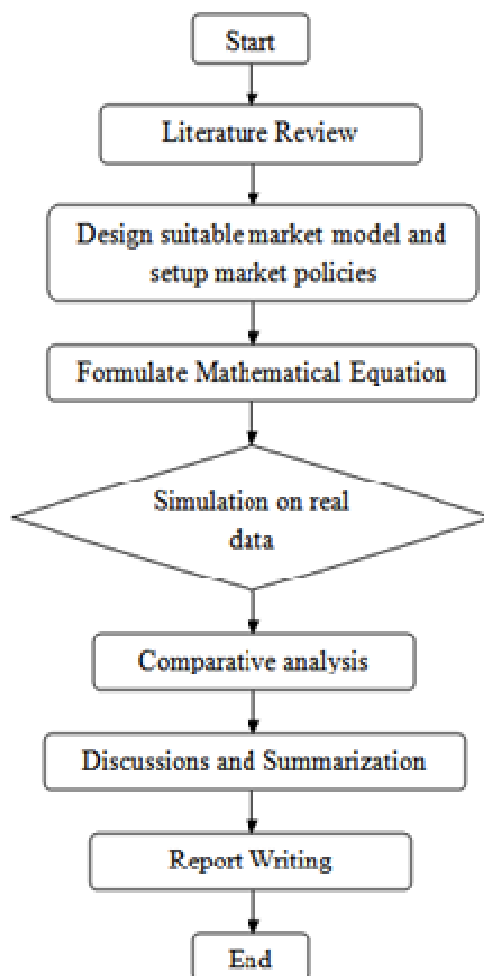 Start
Literature Review
Design suitable market model and
setup market policies
Formulate Mathematical Equation
Simulation on real
data
Comparative analysis
Discussions and Summarization
Report Writing
End